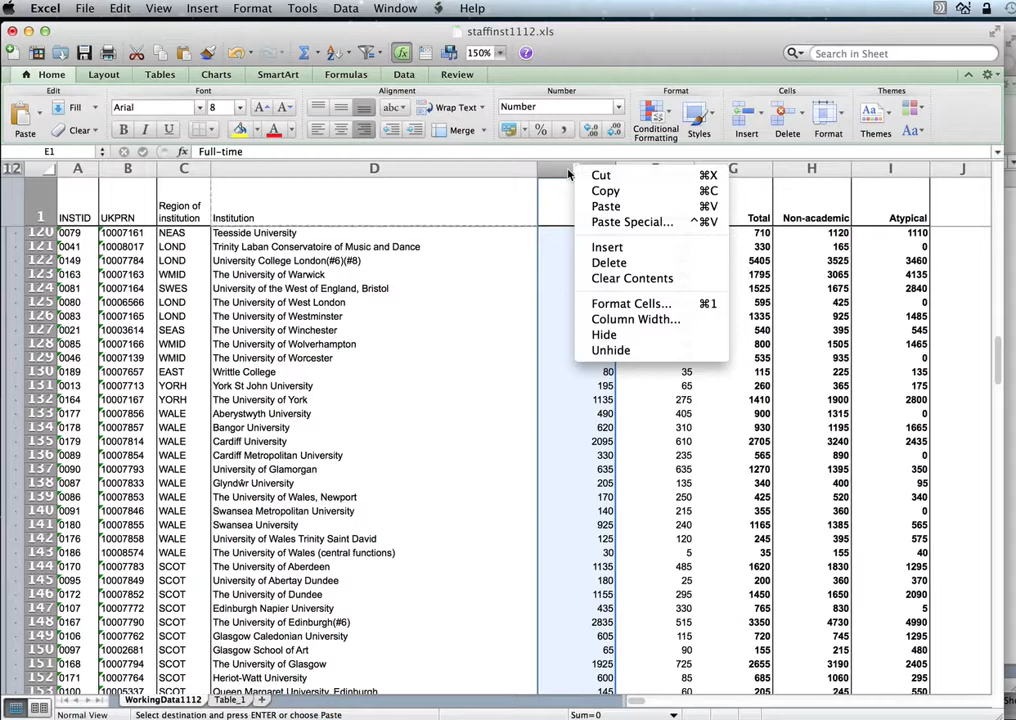 Excel File Edit View Insert Format Tools Data Window Help
staffinst1112.xls
150% Search in Sheet
Home Layout Tables Charts SmartArt Formulas Data Review
Edit Font Alignment Number Format Cells Themes
Fill Arial 8 A A abc Wrap Text Number
Paste Clear B I U A Merge % Conditional Formatting Styles Insert Delete Format Themes Aa
E1 fx Full-time
1 2 A B C D G H I J
1 INSTID UKPRN Region of institution Institution Total Non-academic Atypical
120 0079 10007161 NEAS Teesside University 710 1120 1110
121 0041 10008017 LOND Trinity Laban Conservatoire of Music and Dance 330 165 0
122 0149 10007784 LOND University College London(#6)(#8) 5405 3525 3460
123 0163 10007163 WMID The University of Warwick 1795 3065 4135
124 0081 10007164 SWES University of the West of England, Bristol 1525 1675 2840
125 0080 10006566 LOND The University of West London 595 425 0
126 0083 10007165 LOND The University of Westminster 1335 925 1485
127 0021 10003614 SEAS The University of Winchester 540 395 545
128 0085 10007166 WMID The University of Wolverhampton 800 1505 1465
129 0046 10007139 WMID The University of Worcester 535 935 0
130 0189 10007657 EAST Writtle College 80 35 115 225 135
131 0013 10007713 YORH York St John University 195 65 260 365 175
132 0164 10007167 YORH The University of York 1135 275 1410 1900 2800
133 0177 10007856 WALE Aberystwyth University 490 405 900 1315 0
134 0178 10007857 WALE Bangor University 620 310 930 1195 1665
135 0179 10007814 WALE Cardiff University 2095 610 2705 3240 2435
136 0089 10007854 WALE Cardiff Metropolitan University 330 235 565 890 0
137 0090 10007793 WALE University of Glamorgan 635 635 1270 1395 350
138 0087 10007833 WALE Glyndŵr University 205 135 340 400 95
139 0086 10007853 WALE The University of Wales, Newport 170 250 425 520 340
140 0091 10007846 WALE Swansea Metropolitan University 140 215 355 360 0
141 0180 10007855 WALE Swansea University 925 240 1165 1385 565
142 0176 10007858 WALE University of Wales Trinity Saint David 125 120 245 395 575
143 0186 10008574 WALE The University of Wales (central functions) 30 5 35 155 40
144 0170 10007783 SCOT The University of Aberdeen 1135 485 1620 1830 1295
145 0095 10007849 SCOT University of Abertay Dundee 180 25 200 360 370
146 0172 10007852 SCOT The University of Dundee 1155 295 1450 1650 2090
147 0107 10007772 SCOT Edinburgh Napier University 435 330 765 830 5
148 0167 10007790 SCOT The University of Edinburgh(#6) 2835 515 3350 4730 4990
149 0106 10007762 SCOT Glasgow Caledonian University 605 115 720 745 1295
150 0097 10002681 SCOT Glasgow School of Art 65 90 155 215 480
151 0168 10007794 SCOT The University of Glasgow 1925 725 2655 3190 2405
152 0171 10007764 SCOT Heriot-Watt University 600 85 685 1060 295
153 0100 10005337 SCOT Queen Margaret University, Edinburgh 145 60 205 245 550
Cut ⌘X
Copy ⌘C
Paste ⌘V
Paste Special... ^⌘V
Insert
Delete
Clear Contents
Format Cells... ⌘1
Column Width...
Hide
Unhide
WorkingData1112 Table_1 +
Normal View Select destination and press ENTER or choose Paste Sum=0